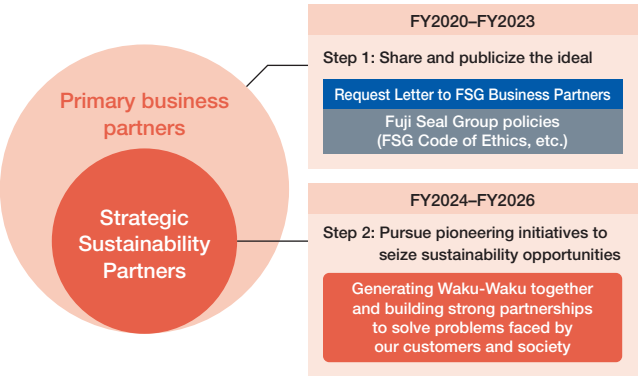 Primary business
partners
Strategic
Sustainability
Partners
FY2020–FY2023
Step 1: Share and publicize the ideal
Request Letter to FSG Business Partners
Fuji Seal Group policies
(FSG Code of Ethics, etc.)
FY2024–FY2026
Step 2: Pursue pioneering initiatives to
seize sustainability opportunities
Generating Waku-Waku together
and building strong partnerships
to solve problems faced by
our customers and society